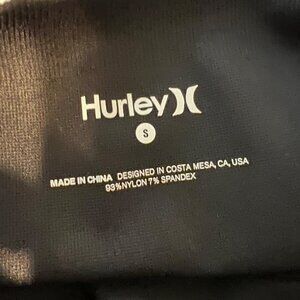 Hurley
S
MADE IN CHINA DESIGNED IN COSTA MESA, CA, USA
93%NYLON 7% SPANDEX